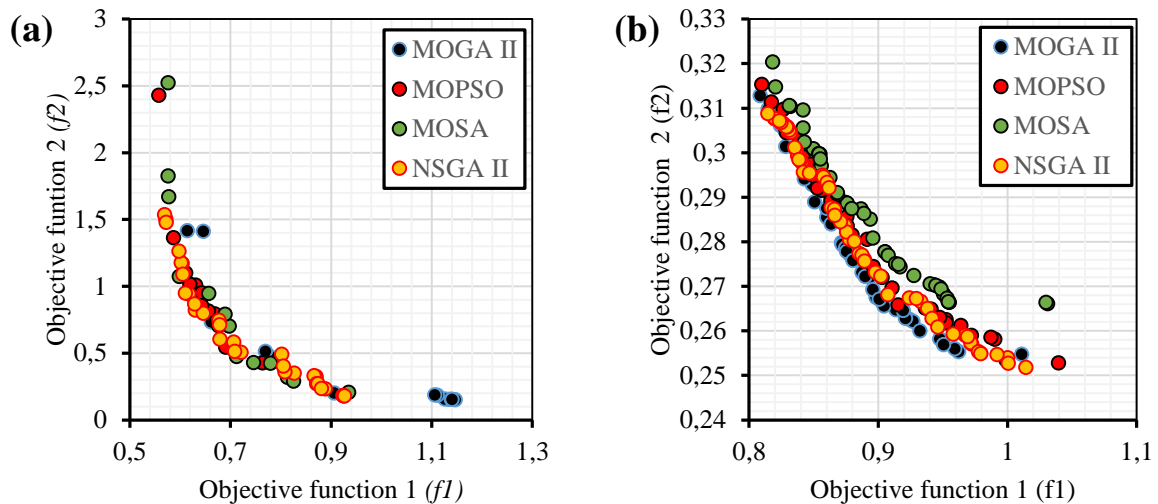 (a)
Objective funtion 2 (f2)
3
2,5
2
1,5
1
0,5
0
0,5
0,7
0,9
1,1
1,3
Objective function 1 (f1)
MOGA II
MOPSO
MOSA
NSGA II
(b)
Objective function 2 (f2)
0,33
0,32
0,31
0,3
0,29
0,28
0,27
0,26
0,25
0,24
0,8
0,9
1
1,1
Objective function 1 (f1)
MOGA II
MOPSO
MOSA
NSGA II